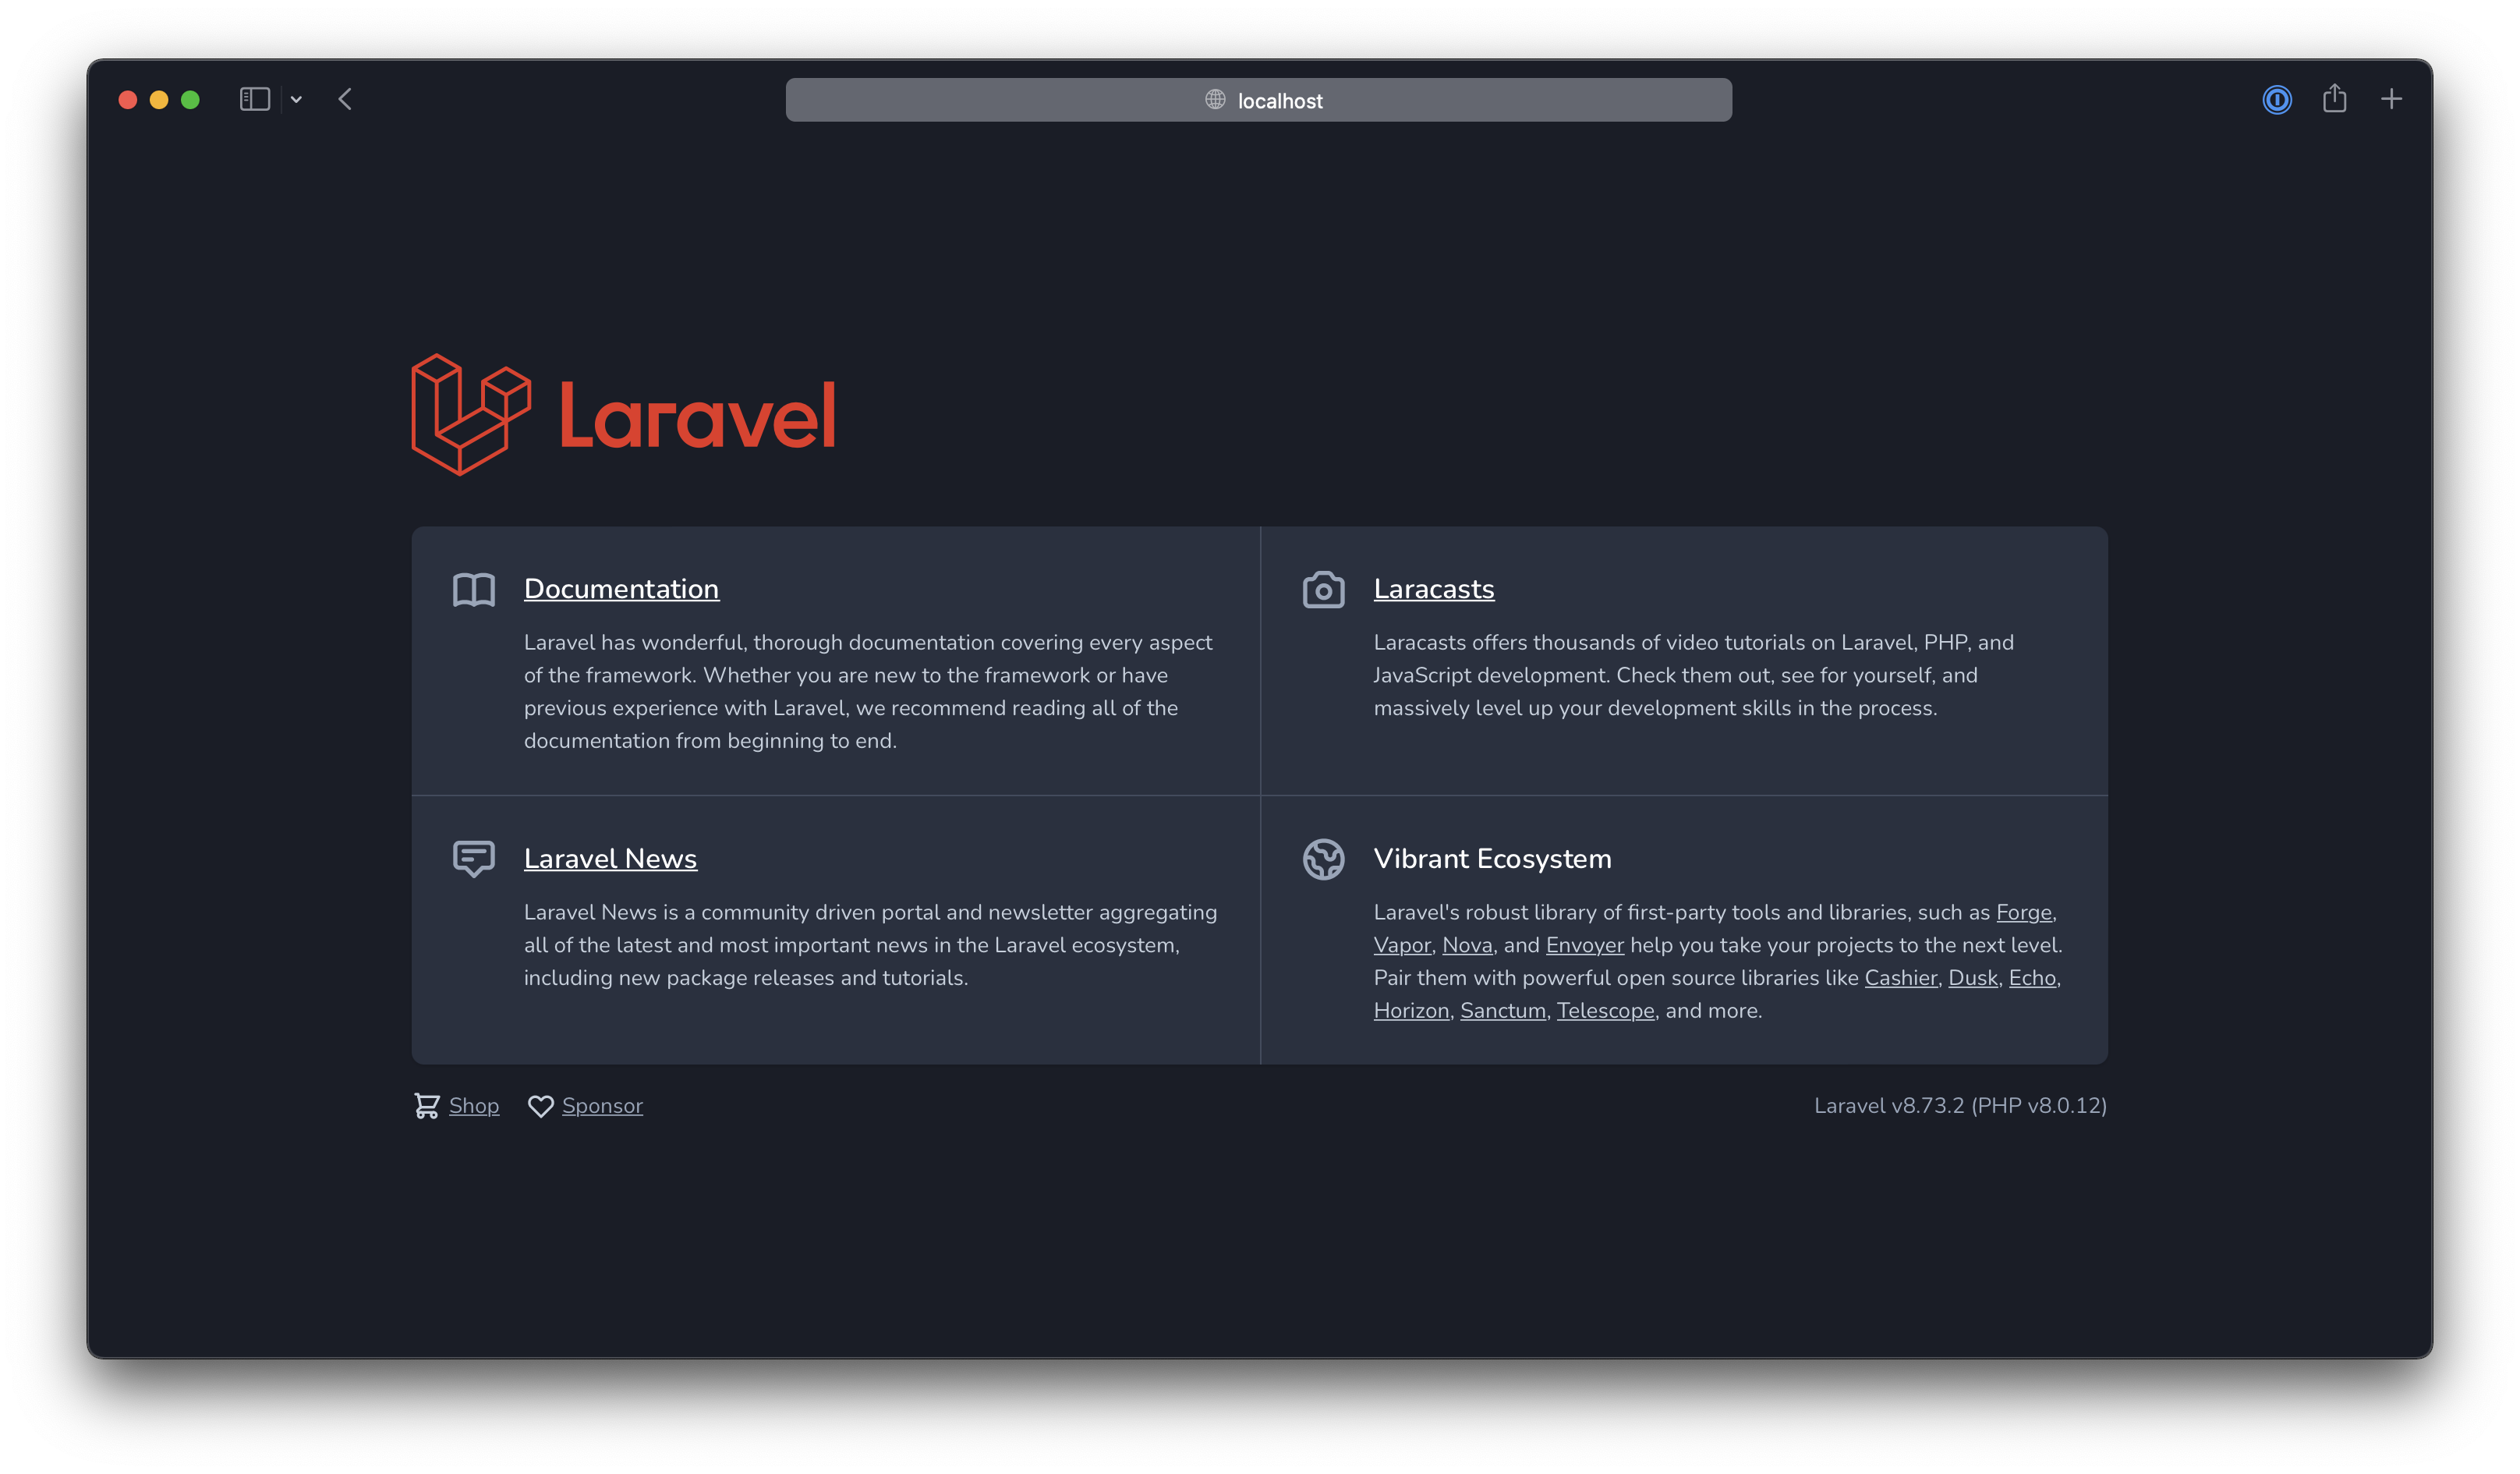 localhost
Laravel
Documentation
Laravel has wonderful, thorough documentation covering every aspect
of the framework. Whether you are new to the framework or have
previous experience with Laravel, we recommend reading all of the
documentation from beginning to end.
Laracasts
Laracasts offers thousands of video tutorials on Laravel, PHP, and
JavaScript development. Check them out, see for yourself, and
massively level up your development skills in the process.
Laravel News
Laravel News is a community driven portal and newsletter aggregating
all of the latest and most important news in the Laravel ecosystem,
including new package releases and tutorials.
Vibrant Ecosystem
Laravel's robust library of first-party tools and libraries, such as Forge,
Vapor, Nova, and Envoyer help you take your projects to the next level.
Pair them with powerful open source libraries like Cashier, Dusk, Echo,
Horizon, Sanctum, Telescope, and more.
Shop Sponsor
Laravel v8.73.2 (PHP v8.0.12)